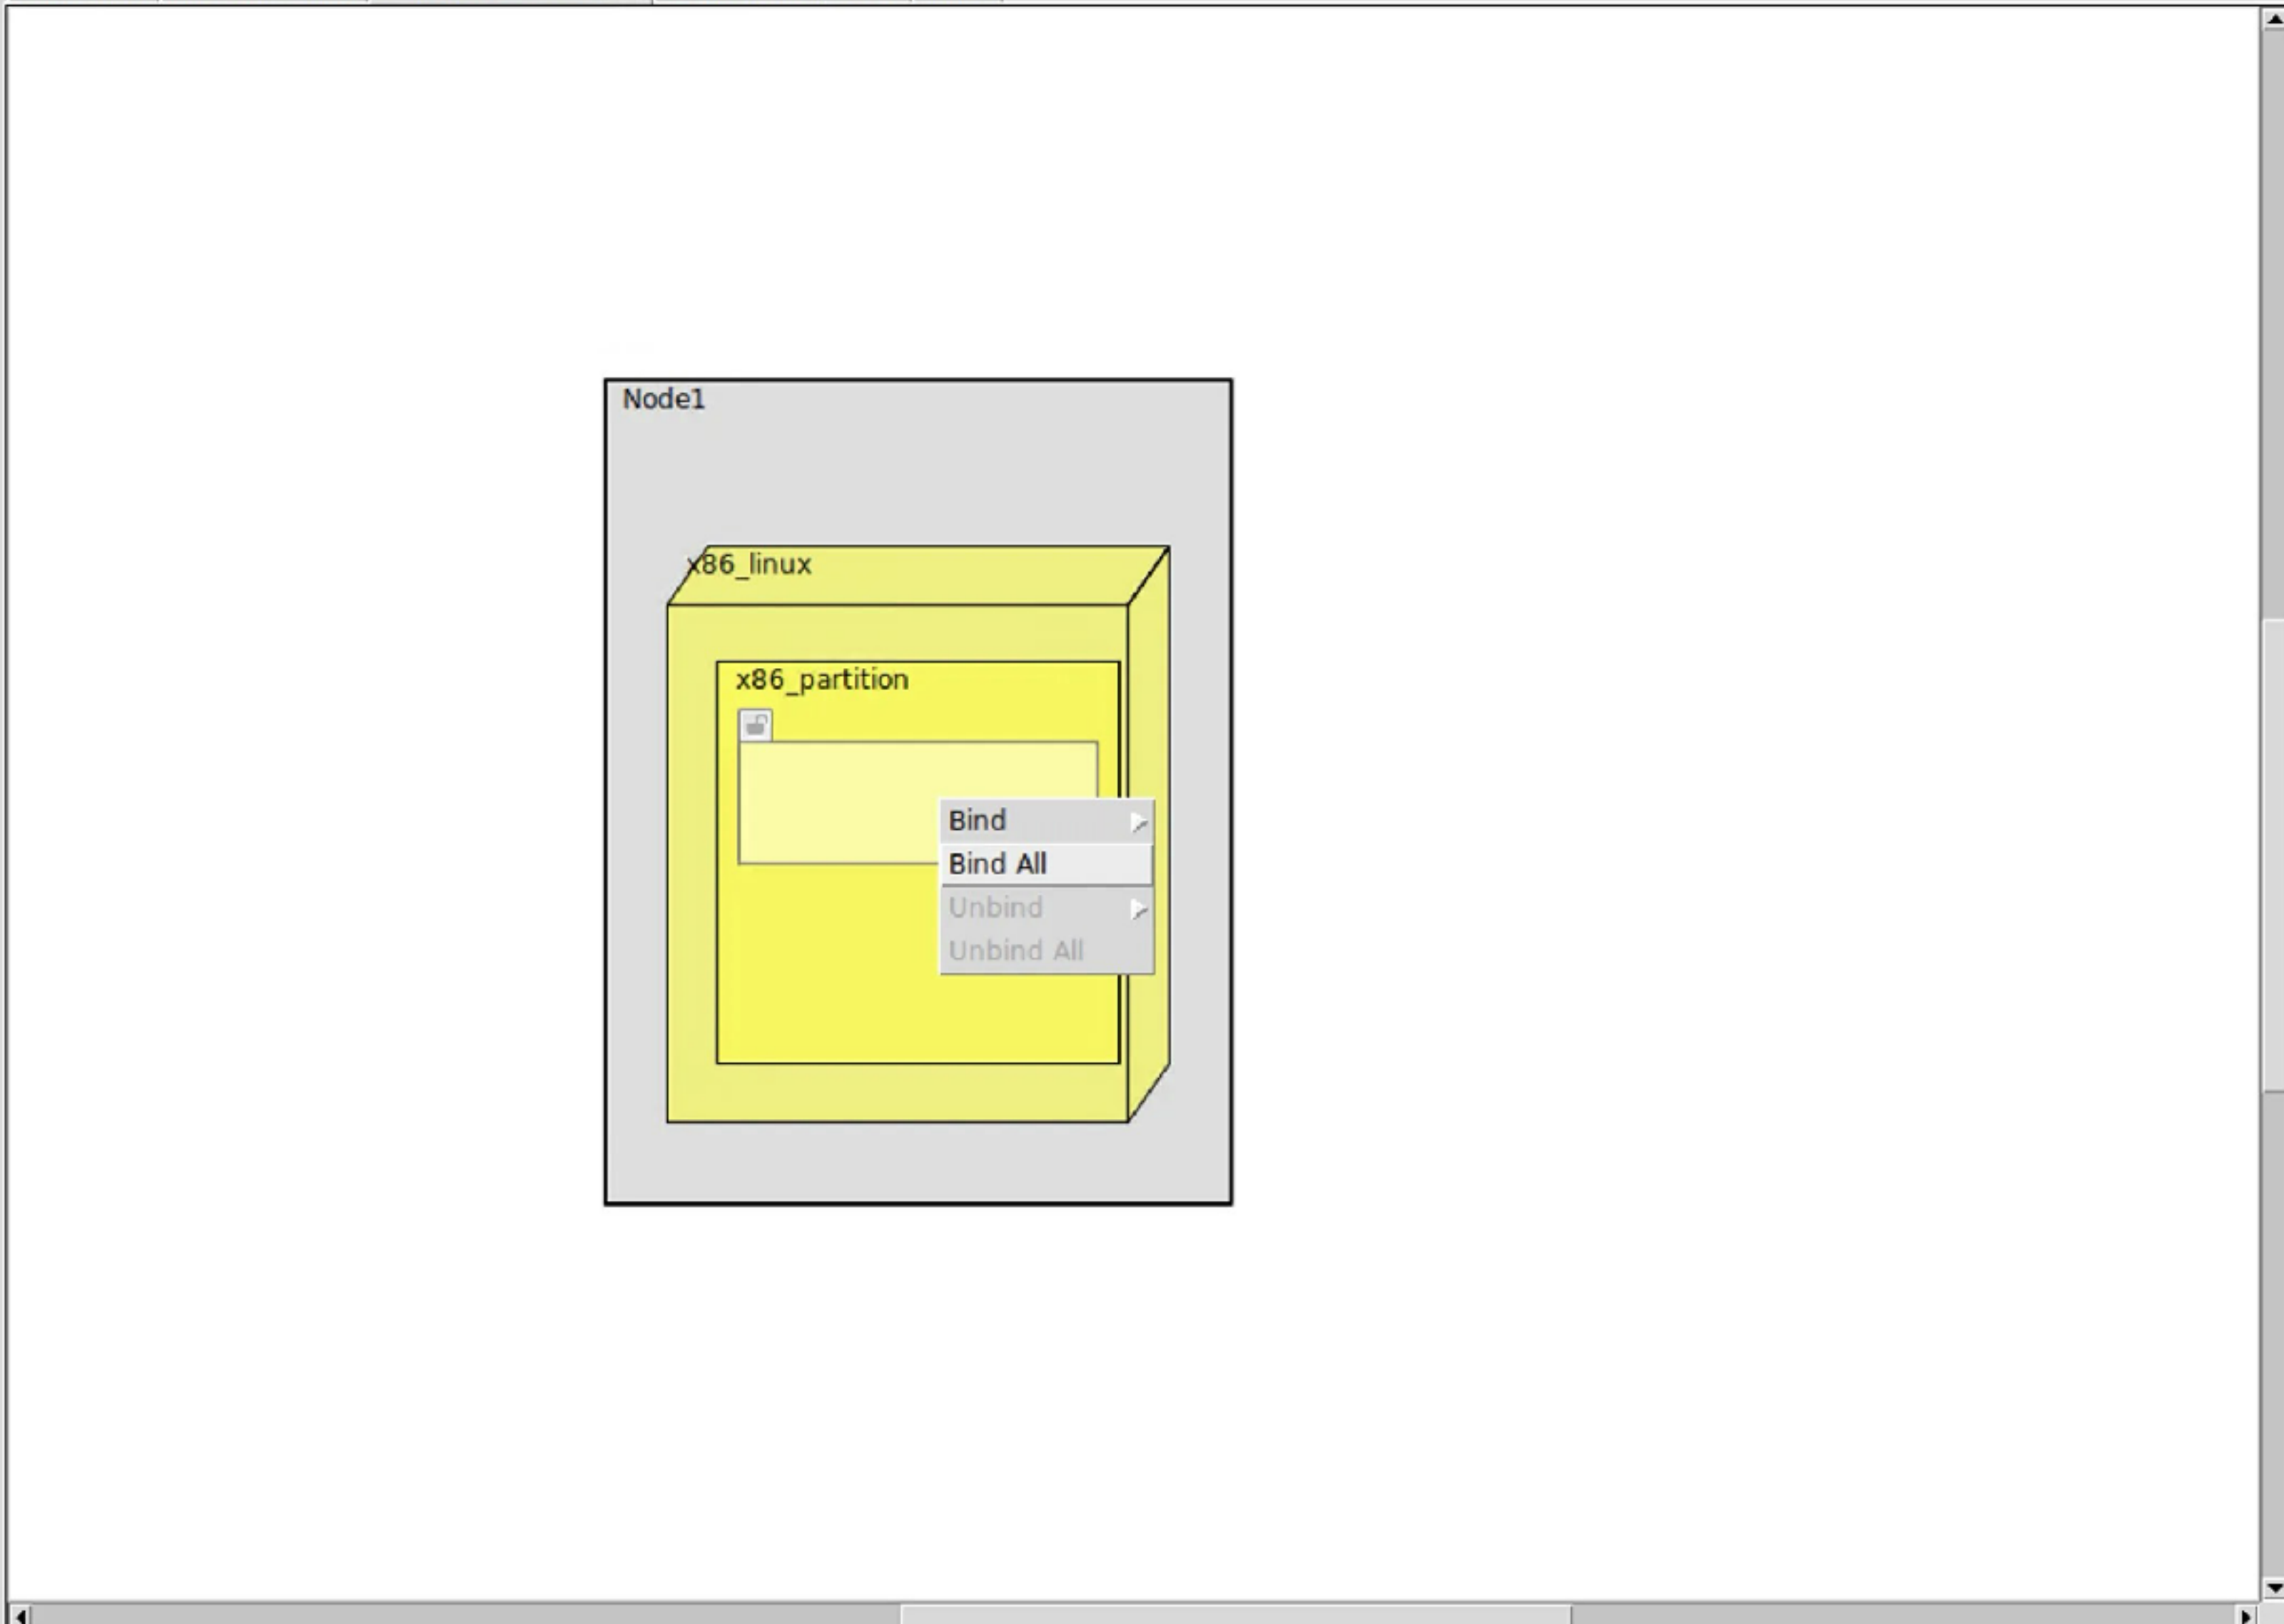 Node1
x86_linux
x86_partition
Bind
Bind All
Unbind
Unbind All